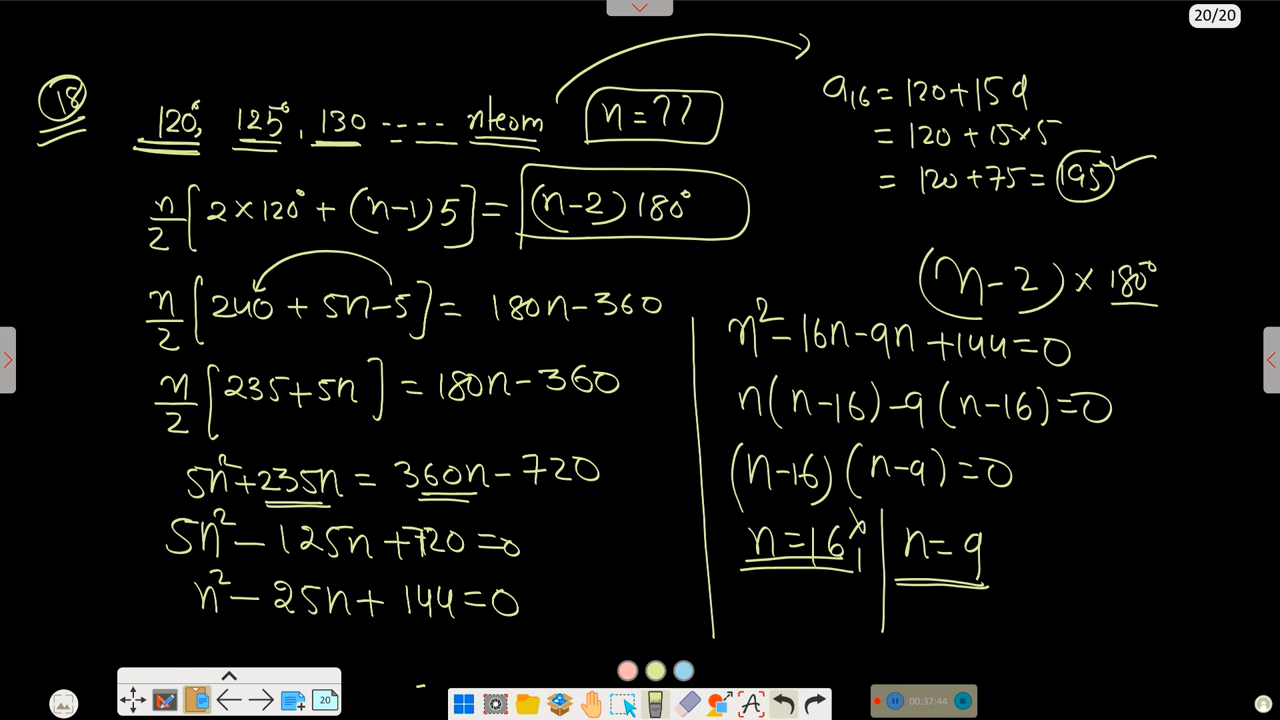 20/20
18
120°, 125°, 130 ---- nterm n = ??
n/2 [2×120° + (n-1)5] = (n-2)180°
n/2 [240 + 5n-5] = 180n-360
n/2 [235+5n] = 180n-360
5n²+235n = 360n-720
5n²-125n+720=0
n²-25n+144=0
a16 = 120+15d
= 120+15×5
= 120+75 = 195
(n-2)×180°
n²-16n-9n+144=0
n(n-16)-9(n-16)=0
(n-16)(n-9)=0
n=16 × n=9
20
A
00:37:44